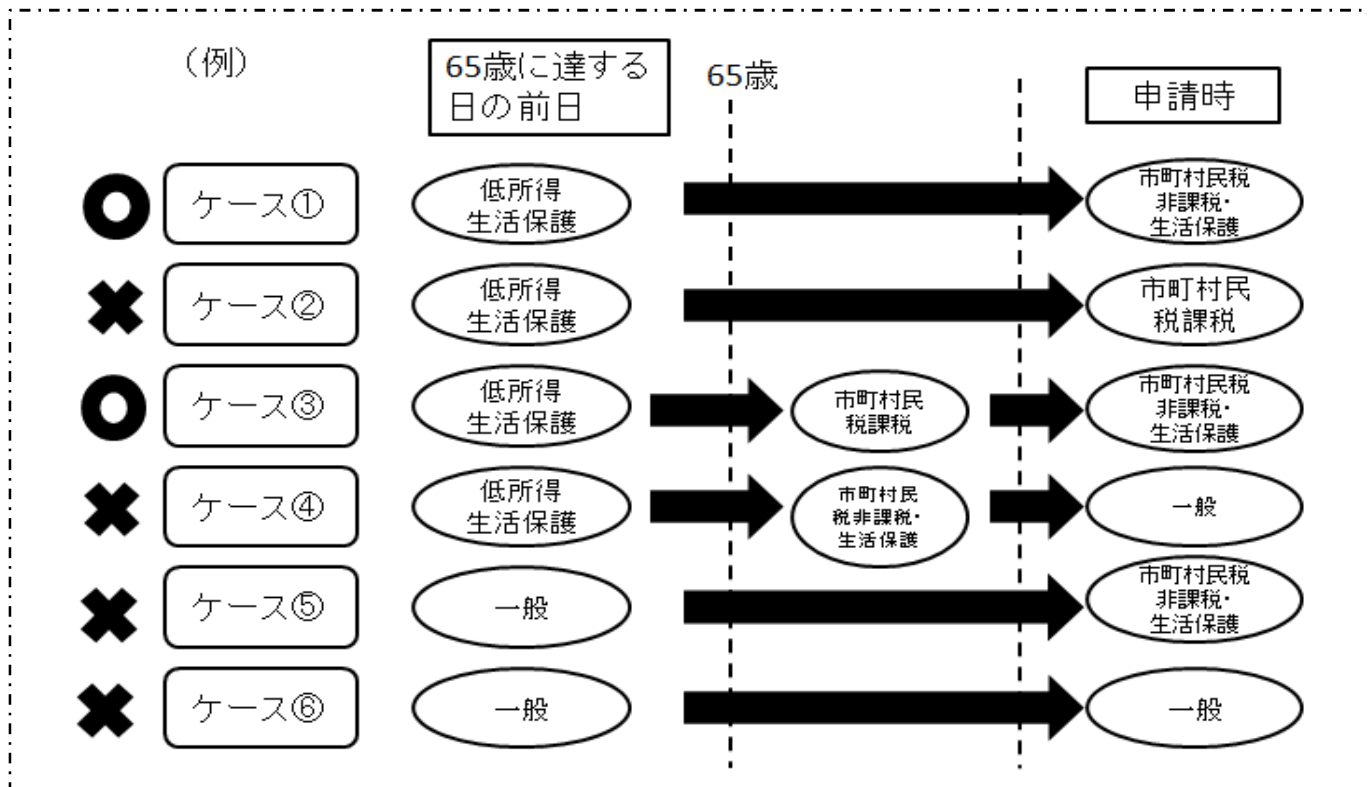 (例)
65歳に達する
日の前日
65歳
申請時
ケース①
低所得
生活保護
市町村民税
非課税・
生活保護
ケース②
低所得
生活保護
市町村民
税課税
ケース③
低所得
生活保護
市町村民
税課税
市町村民税
非課税・
生活保護
ケース④
低所得
生活保護
市町村民
税非課税・
生活保護
一般
ケース⑤
一般
市町村民税
非課税・
生活保護
ケース⑥
一般
一般